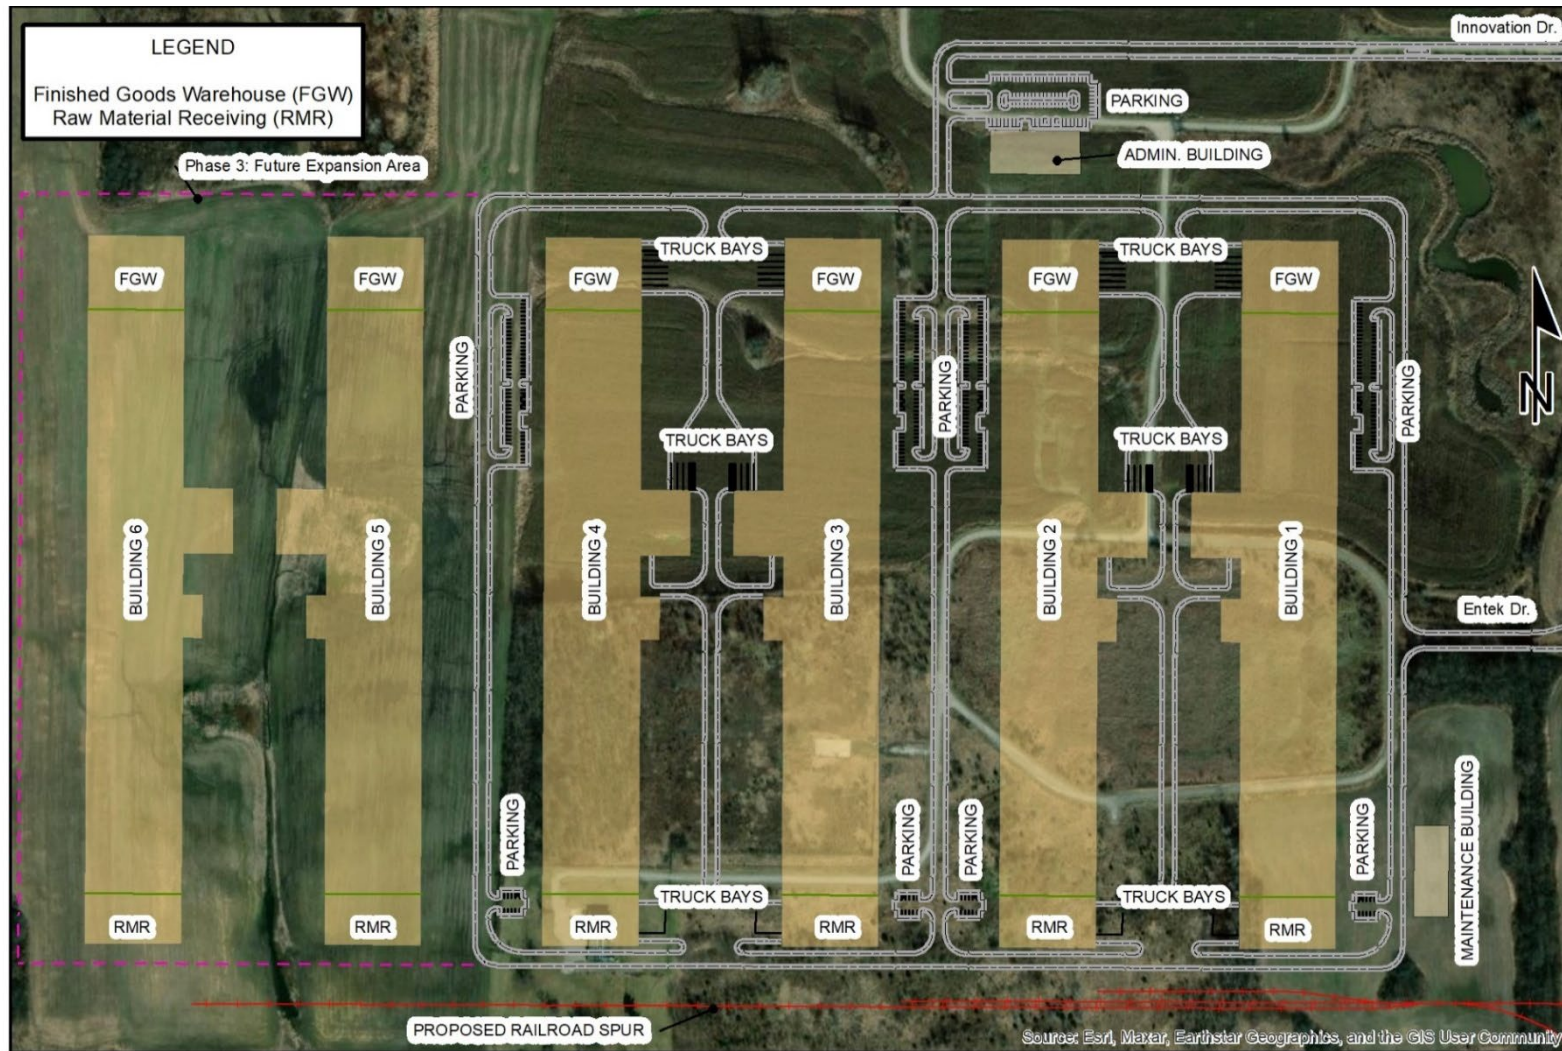 LEGEND
Finished Goods Warehouse (FGW)
Raw Material Receiving (RMR)
Innovation Dr.
PARKING
ADMIN. BUILDING
Phase 3: Future Expansion Area
TRUCK BAYS
TRUCK BAYS
FGW
FGW
FGW
FGW
FGW
FGW
PARKING
PARKING
PARKING
TRUCK BAYS
TRUCK BAYS
N
BUILDING 6
BUILDING 5
BUILDING 4
BUILDING 3
BUILDING 2
BUILDING 1
Entek Dr.
PARKING
PARKING
PARKING
PARKING
MAINTENANCE BUILDING
TRUCK BAYS
TRUCK BAYS
RMR
RMR
RMR
RMR
RMR
RMR
PROPOSED RAILROAD SPUR
Source: Esri, Maxar, Earthstar Geographics, and the GIS User Community